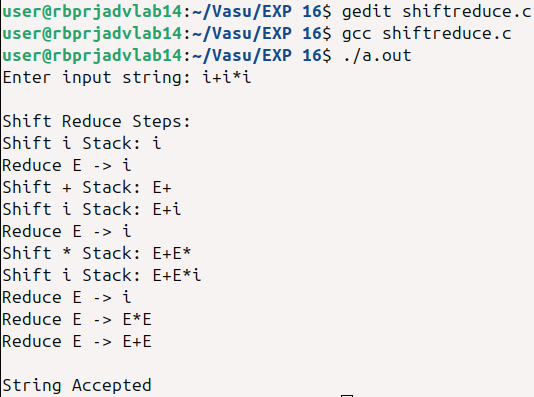 user@rbprjadvlab14:~/Vasu/EXP 16$ gedit shiftreduce.c
user@rbprjadvlab14:~/Vasu/EXP 16$ gcc shiftreduce.c
user@rbprjadvlab14:~/Vasu/EXP 16$ ./a.out
Enter input string: i+i*i
Shift Reduce Steps:
Shift i Stack: i
Reduce E -> i
Shift + Stack: E+
Shift i Stack: E+i
Reduce E -> i
Shift * Stack: E+E*
Shift i Stack: E+E*i
Reduce E -> i
Reduce E -> E*E
Reduce E -> E+E
String Accepted